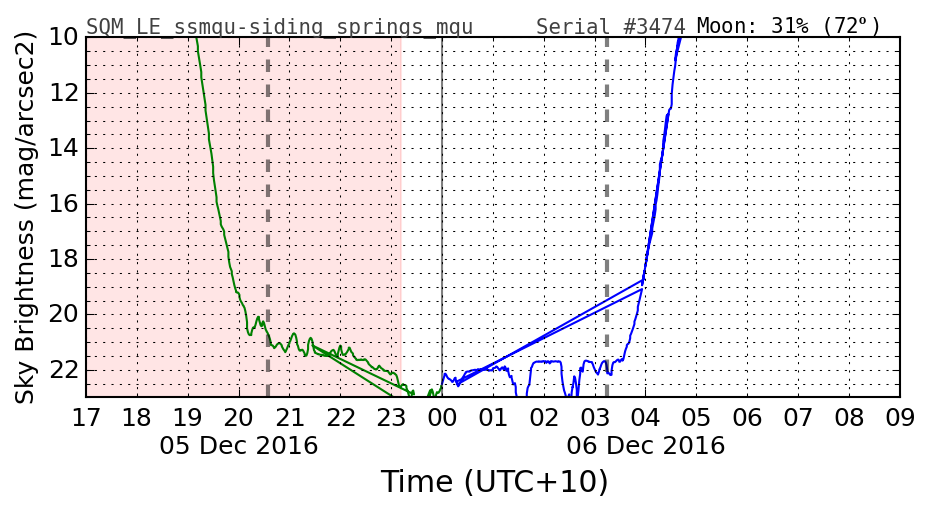 SQM_LE_ssmqu-siding_springs_mqu Serial #3474 Moon: 31% (72°)
Sky Brightness (mag/arcsec2)
10
12
14
16
18
20
22
17 18 19 20 21 22 23 00 01 02 03 04 05 06 07 08 09
05 Dec 2016 06 Dec 2016
Time (UTC+10)